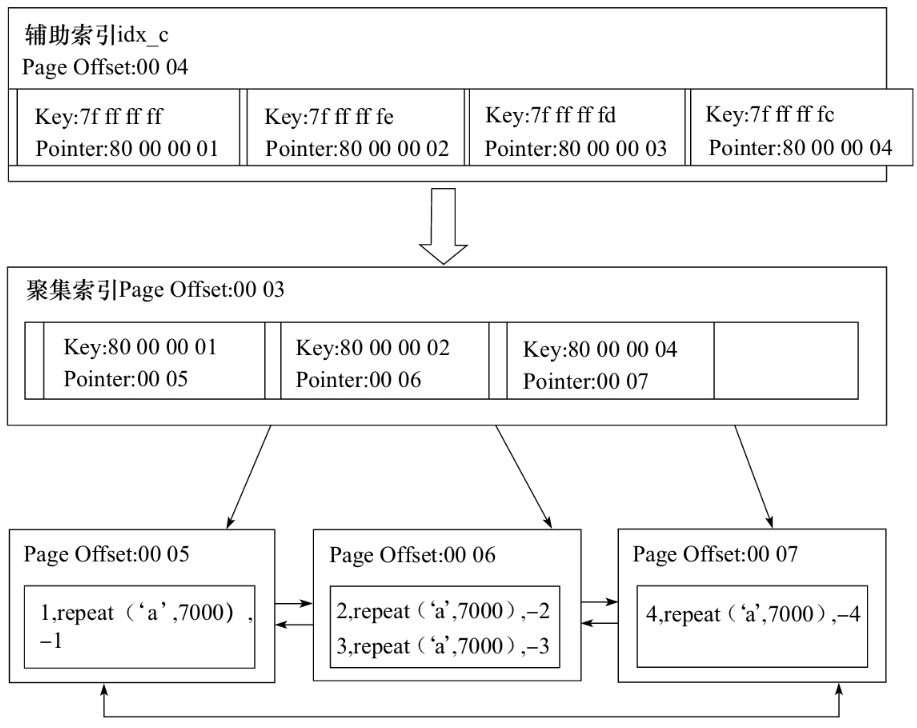 辅助索引idx_c
Page Offset:00 04
Key:7f ff ff ff
Pointer:80 00 00 01
Key:7f ff ff fe
Pointer:80 00 00 02
Key:7f ff ff fd
Pointer:80 00 00 03
Key:7f ff ff fc
Pointer:80 00 00 04
聚集索引Page Offset:00 03
Key:80 00 00 01
Pointer:00 05
Key:80 00 00 02
Pointer:00 06
Key:80 00 00 04
Pointer:00 07
Page Offset:00 05
1,repeat（‘a’,7000）,
-1
Page Offset:00 06
2,repeat（‘a’,7000）,-2
3,repeat（‘a’,7000）,-3
Page Offset:00 07
4,repeat（‘a’,7000）,-4